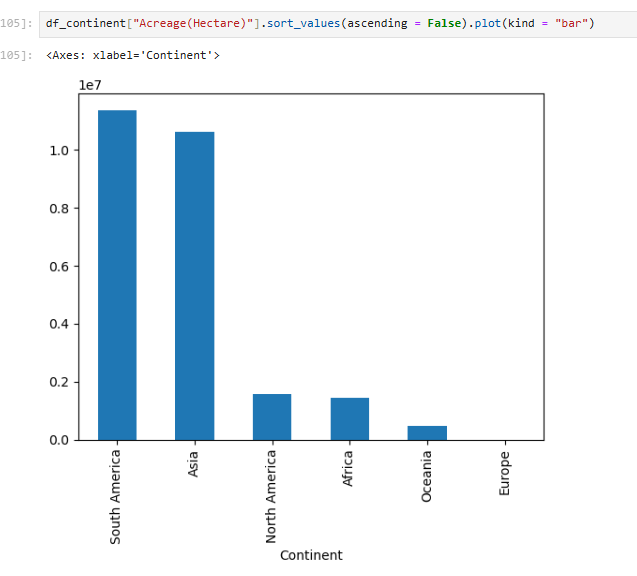 105]: df_continent["Acreage(Hectare)"].sort_values(ascending = False).plot(kind = "bar")
105]: <Axes: xlabel='Continent'>
1e7
1.0
0.8
0.6
0.4
0.2
0.0
South America
Asia
North America
Africa
Oceania
Europe
Continent